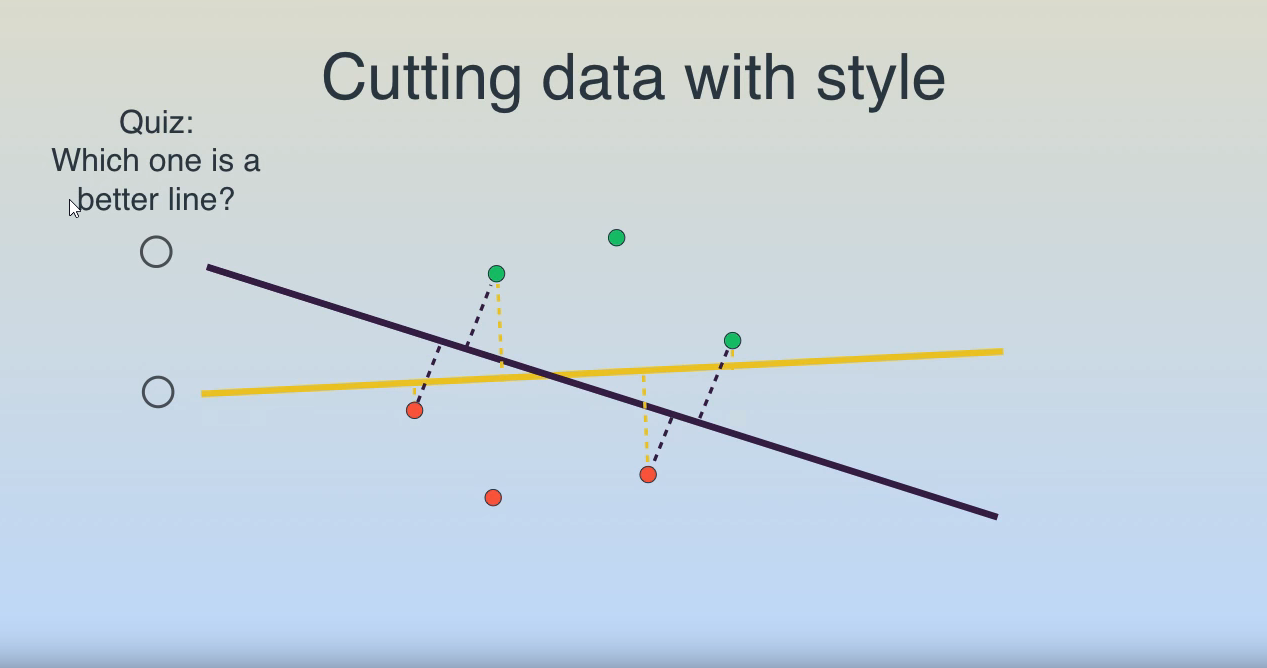 Cutting data with style
Quiz:
Which one is a
better line?